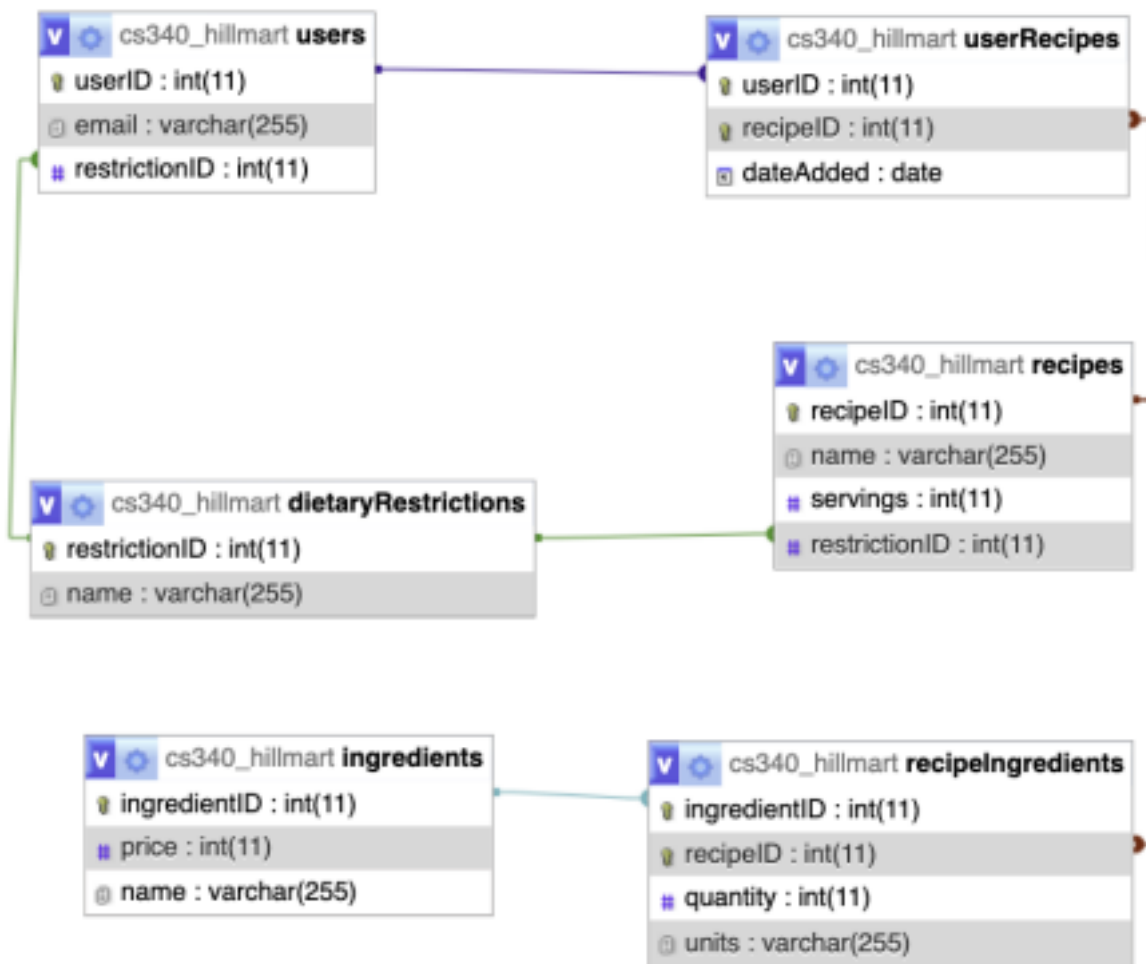 V cs340_hillmart users
userID : int(11)
email : varchar(255)
# restrictionID : int(11)
V cs340_hillmart userRecipes
userID : int(11)
recipeID : int(11)
dateAdded : date
V cs340_hillmart recipes
recipeID : int(11)
name : varchar(255)
# servings : int(11)
# restrictionID : int(11)
V cs340_hillmart dietaryRestrictions
restrictionID : int(11)
name : varchar(255)
V cs340_hillmart ingredients
ingredientID : int(11)
# price : int(11)
name : varchar(255)
V cs340_hillmart recipeIngredients
ingredientID : int(11)
recipeID : int(11)
# quantity : int(11)
units : varchar(255)